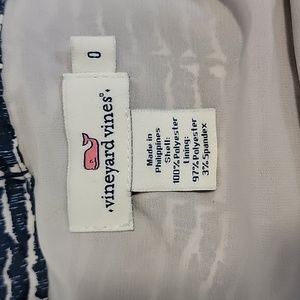 0
vineyard vines®
Made in
Philippines
Shell:
100% Polyester
Lining:
97% Polyester
3% Spandex